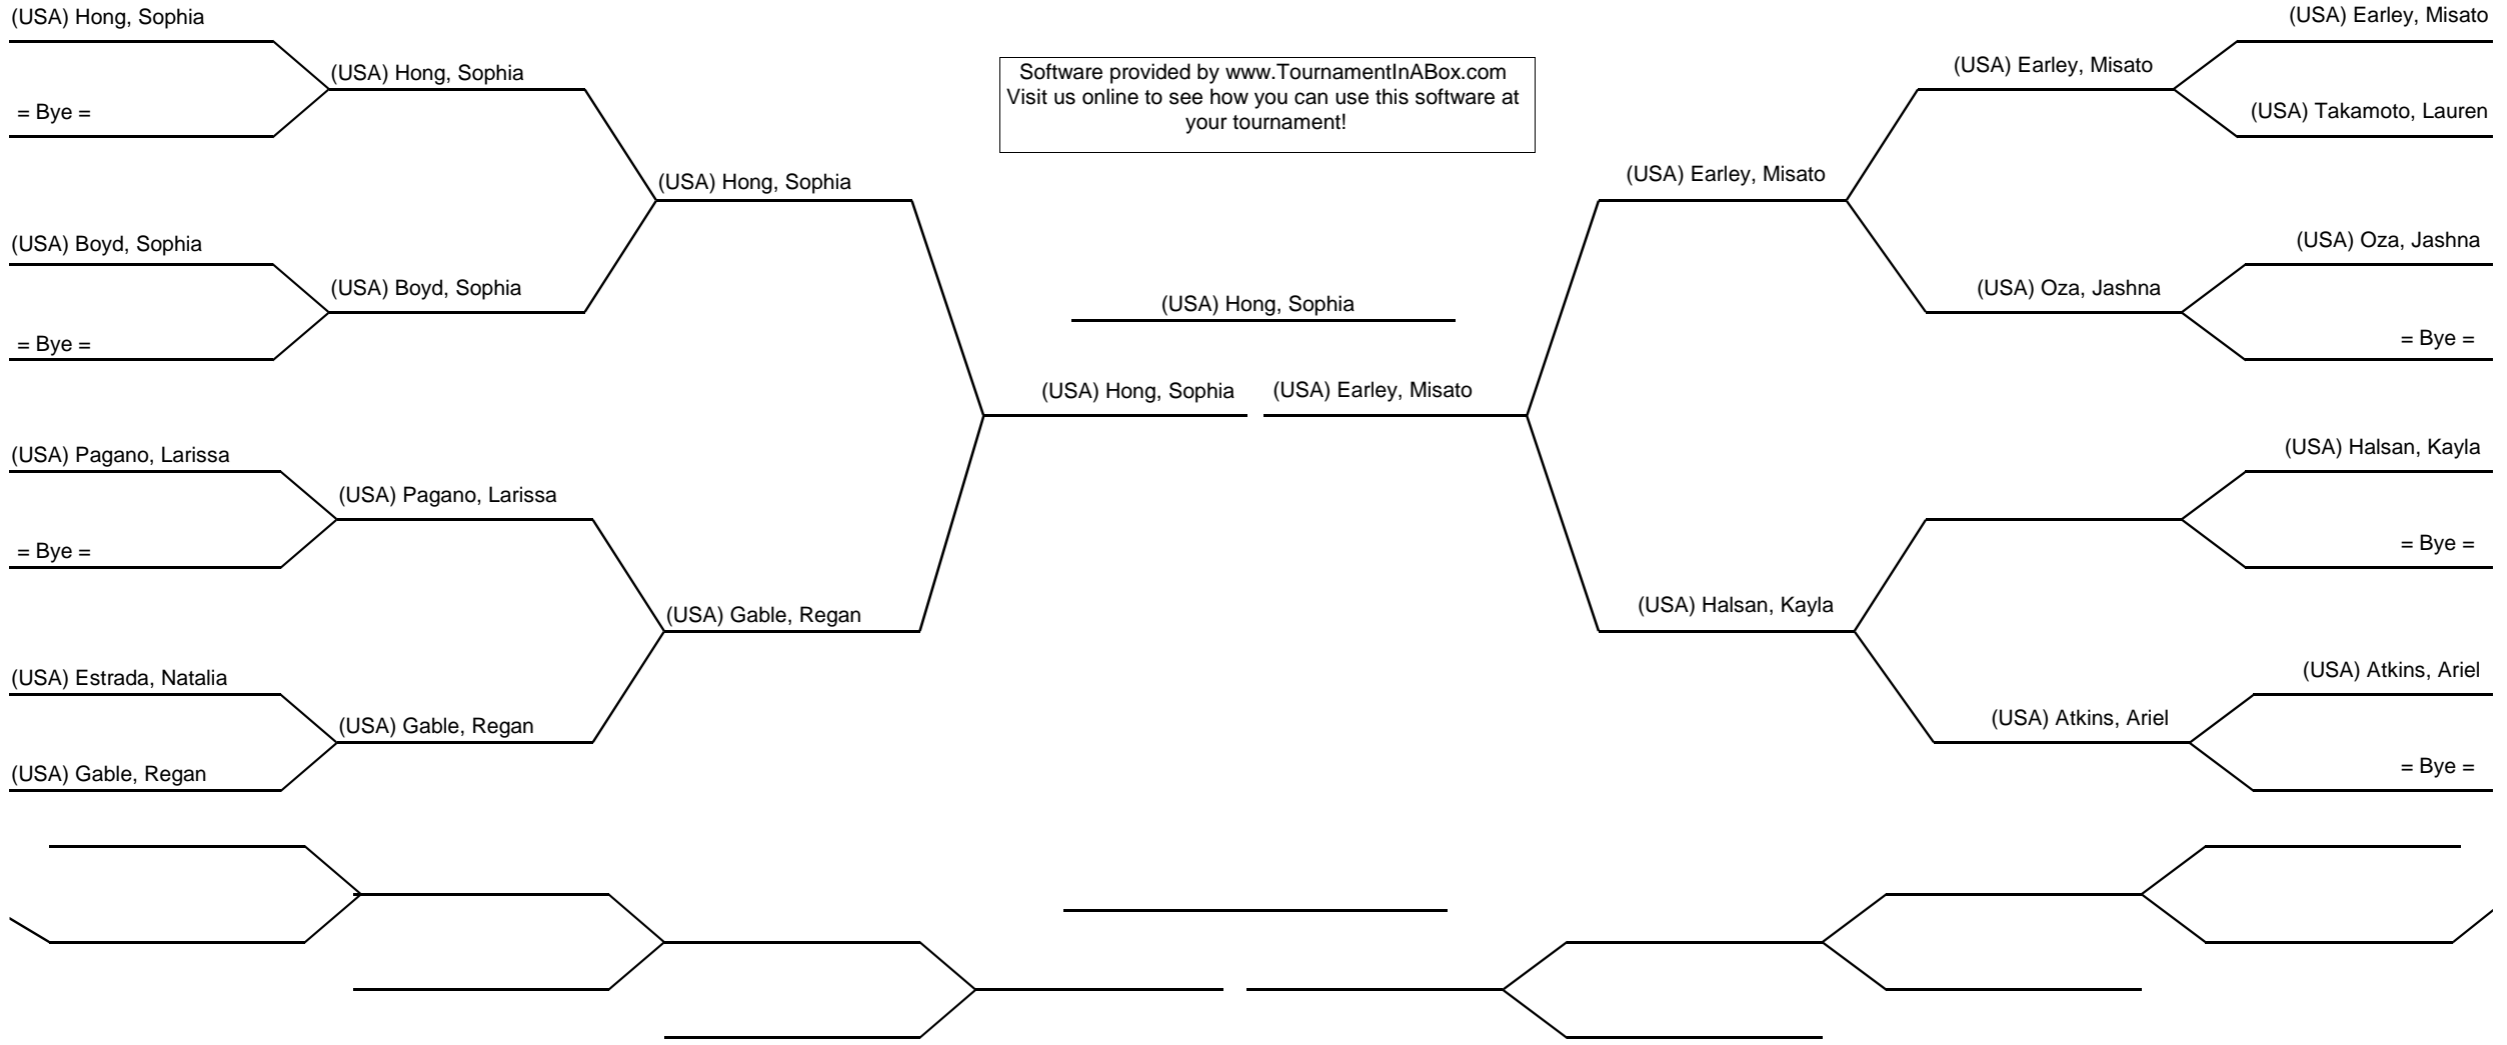 (USA) Hong, Sophia
(USA) Hong, Sophia
= Bye =
(USA) Hong, Sophia
(USA) Boyd, Sophia
(USA) Boyd, Sophia
= Bye =
(USA) Pagano, Larissa
(USA) Pagano, Larissa
= Bye =
(USA) Gable, Regan
(USA) Estrada, Natalia
(USA) Gable, Regan
(USA) Gable, Regan
Software provided by www.TournamentInABox.com
Visit us online to see how you can use this software at
your tournament!
(USA) Hong, Sophia
(USA) Hong, Sophia
(USA) Earley, Misato
(USA) Earley, Misato
(USA) Earley, Misato
(USA) Earley, Misato
(USA) Takamoto, Lauren
(USA) Oza, Jashna
(USA) Oza, Jashna
= Bye =
(USA) Halsan, Kayla
= Bye =
(USA) Halsan, Kayla
(USA) Atkins, Ariel
(USA) Atkins, Ariel
= Bye =